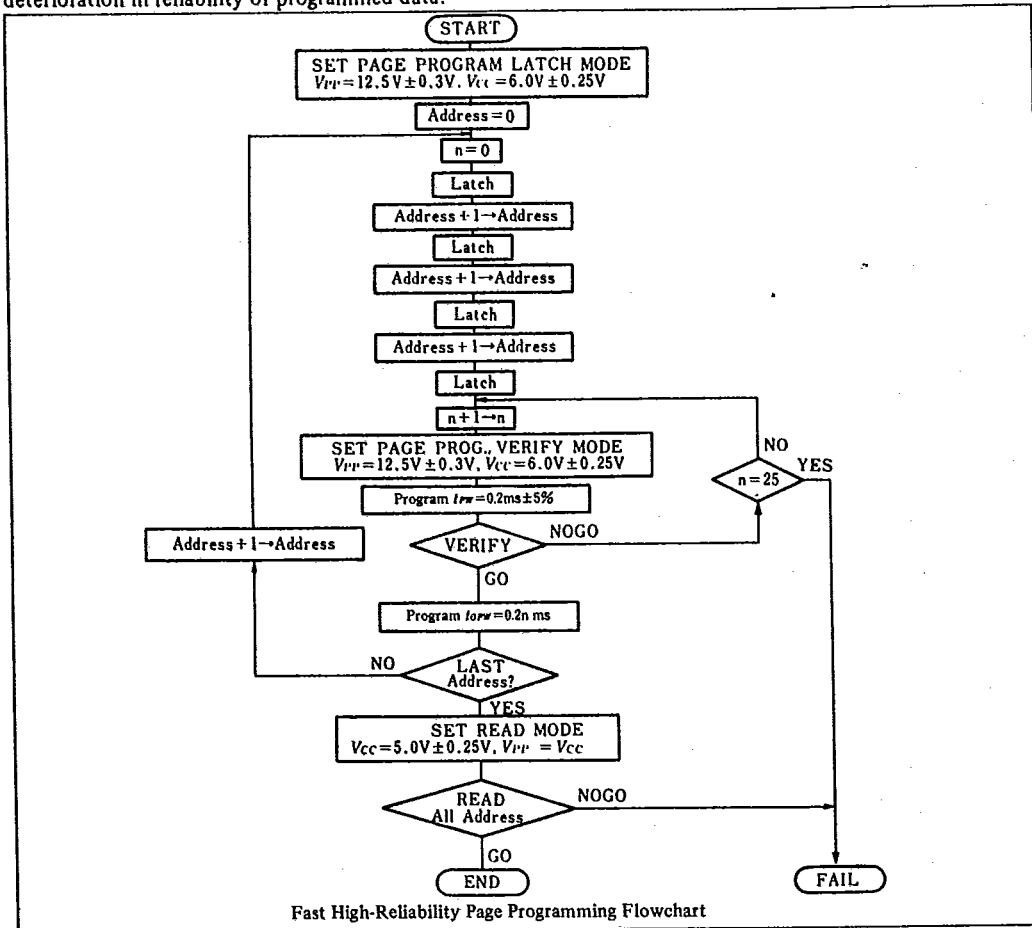 deterioration in reliability of programmed data.
START
SET PAGE PROGRAM LATCH MODE
VPP=12.5V±0.3V. VCC=6.0V±0.25V
Address=0
n=0
Latch
Address+1→Address
Latch
Address+1→Address
Latch
Address+1→Address
Latch
n+1→n
SET PAGE PROG., VERIFY MODE
VPP=12.5V±0.3V, VCC=6.0V±0.25V
NO
YES
n=25
Program tPW=0.2ms±5%
Address+1→Address
VERIFY
NOGO
GO
Program tOPW=0.2n ms
NO
LAST
Address?
YES
SET READ MODE
VCC=5.0V±0.25V, VPP = VCC
READ
All Address
NOGO
GO
END
FAIL
Fast High-Reliability Page Programming Flowchart